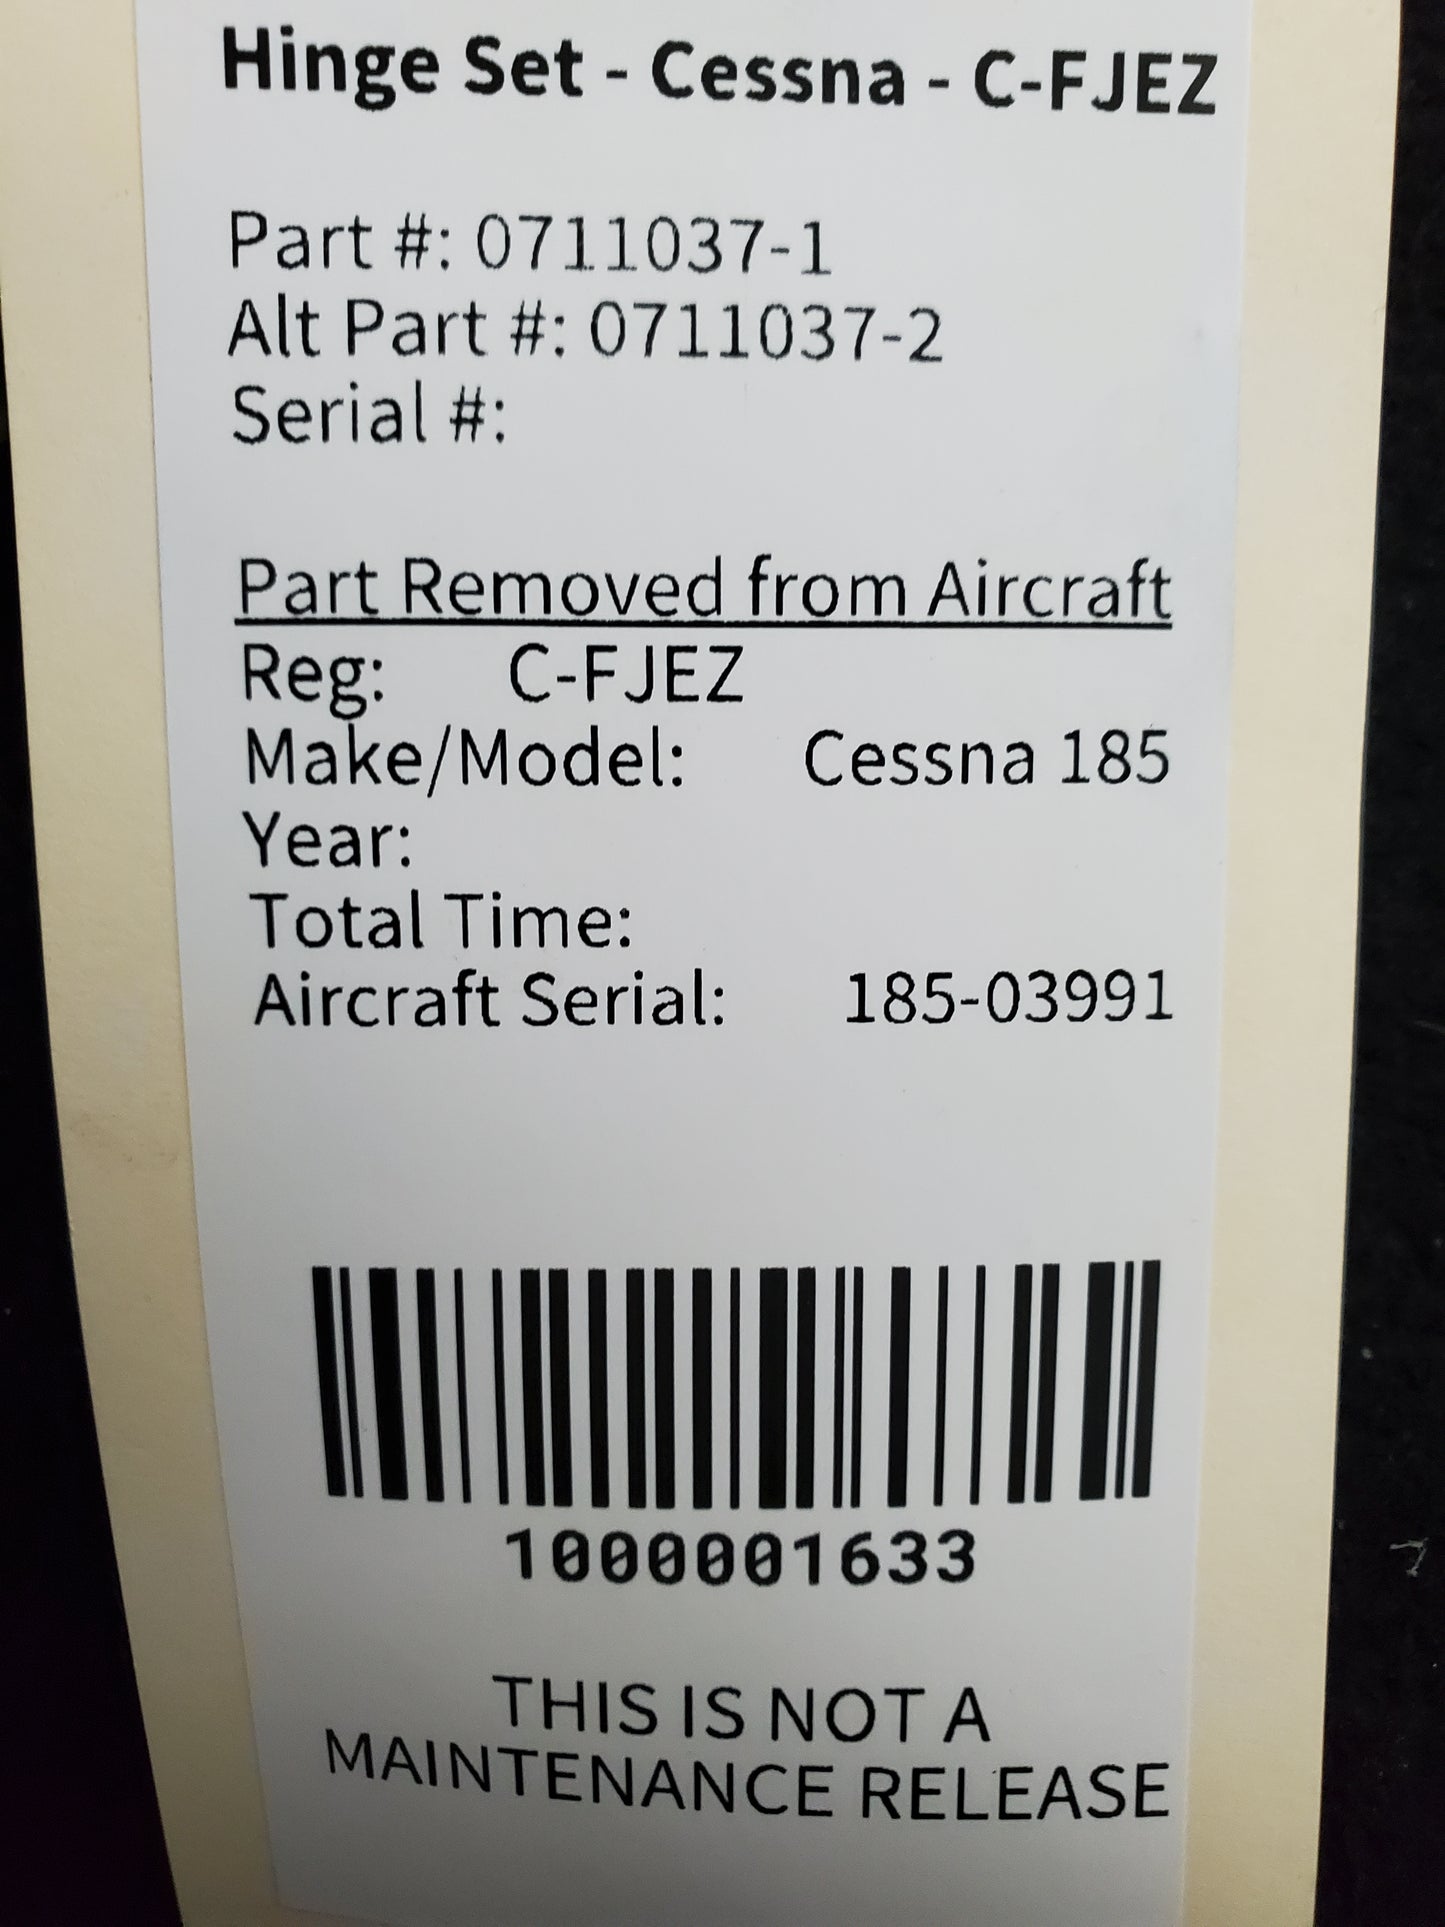 Hinge Set - Cessna - C-FJEZ
Part #: 0711037-1
Alt Part #: 0711037-2
Serial #:
Part Removed from Aircraft
Reg: C-FJEZ
Make/Model: Cessna 185
Year:
Total Time:
Aircraft Serial: 185-03991
1000001633
THIS IS NOT A
MAINTENANCE RELEASE